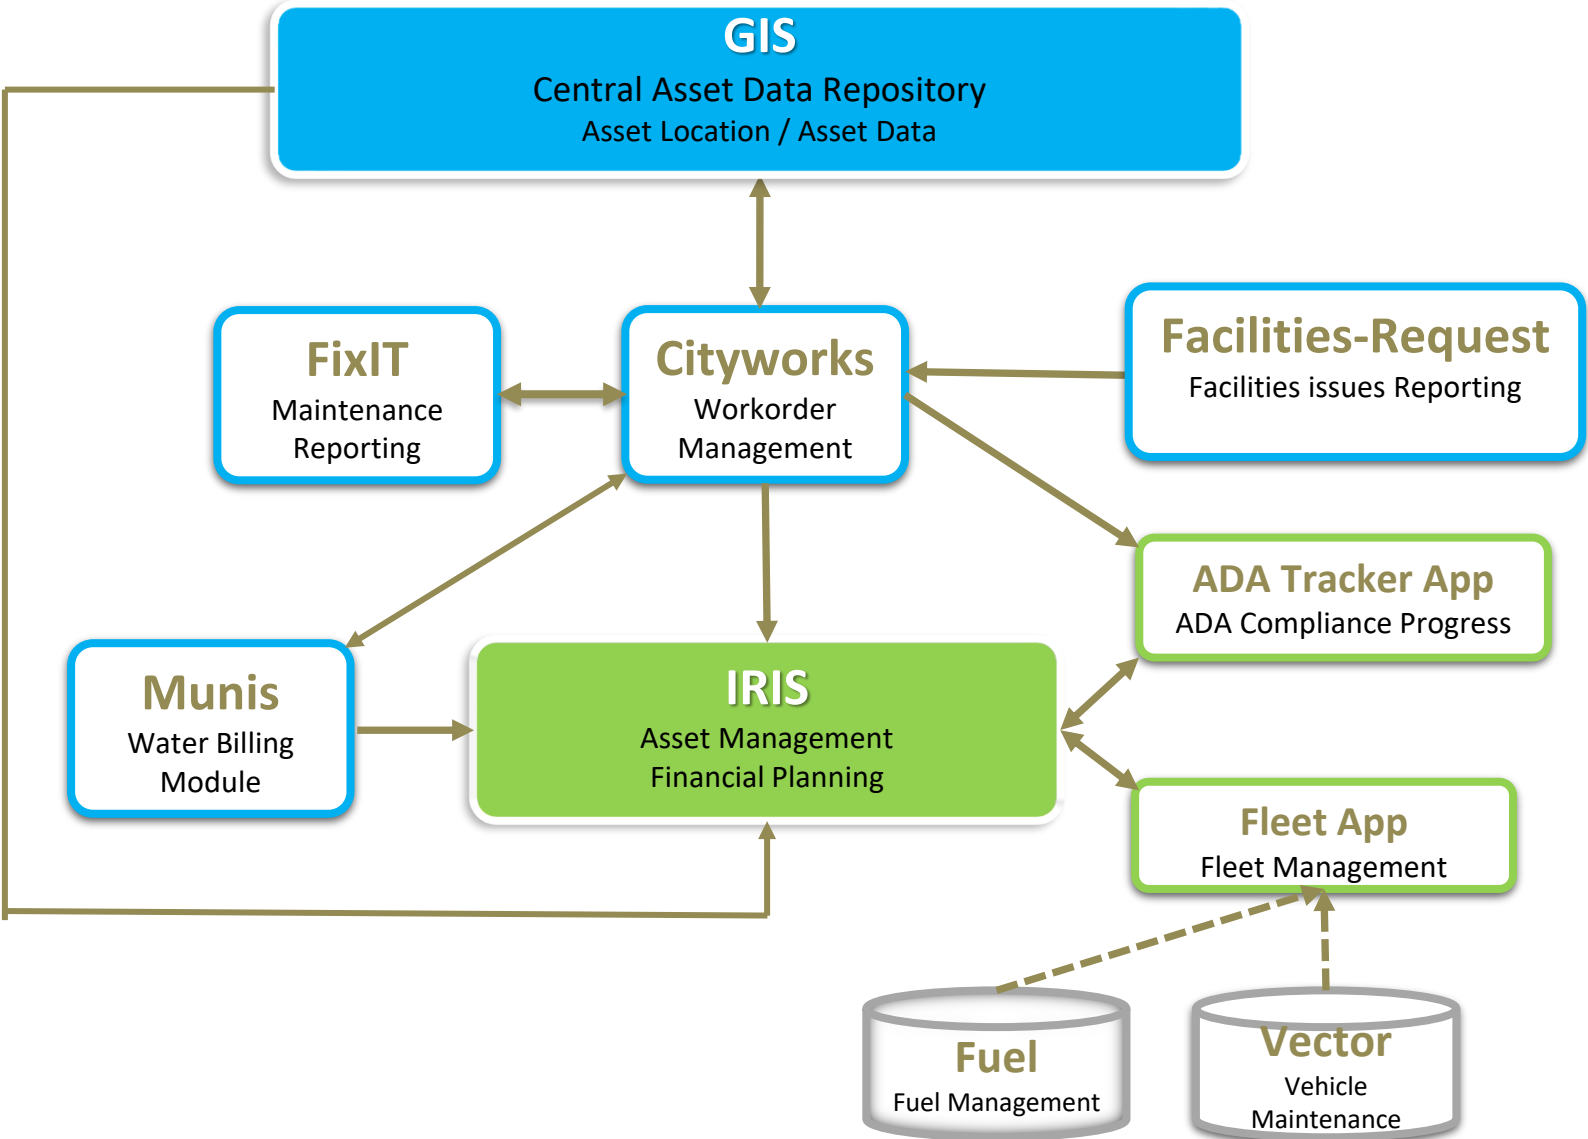 GIS
Central Asset Data Repository
Asset Location / Asset Data
FixIT
Maintenance
Reporting
Cityworks
Workorder
Management
Facilities-Request
Facilities issues Reporting
ADA Tracker App
ADA Compliance Progress
Munis
Water Billing
Module
IRIS
Asset Management
Financial Planning
Fleet App
Fleet Management
Fuel
Fuel Management
Vector
Vehicle
Maintenance